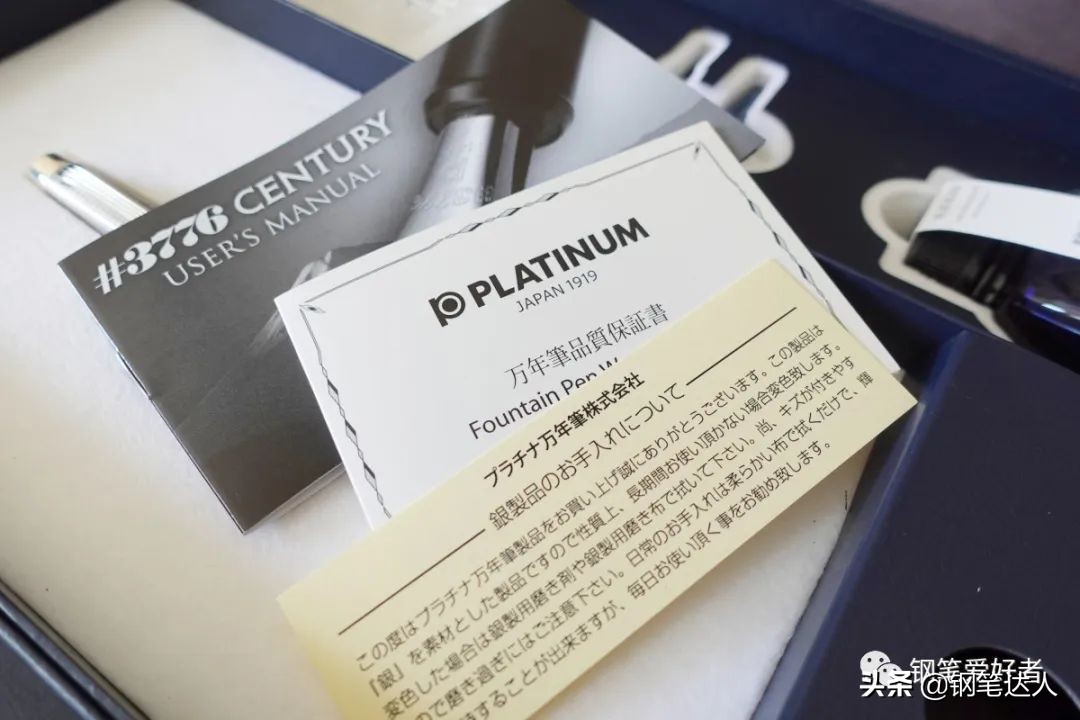 #3776 CENTURY
USER'S MANUAL
PLATINUM
JAPAN 1919
万年筆品質保証書
Fountain Pen
プラチナ万年筆株式会社
銀製品のお手入れについて
この度はプラチナ万年筆製品をお買い上げ誠にありがとうございます。この製品は
「銀」を素材とした製品ですので性質上、長期間お使い頂かない場合変色致します。
変色した場合は銀製用磨き剤や銀製用磨き布で拭いて下さい。尚、キズが付きやす
ので磨き過ぎにはご注意下さい。日常のお手入れは柔らかい布で拭くだけで、輝
持することが出来ますが、毎日お使い頂く事をお勧め致します。
钢笔爱好者
头条 @钢笔达人